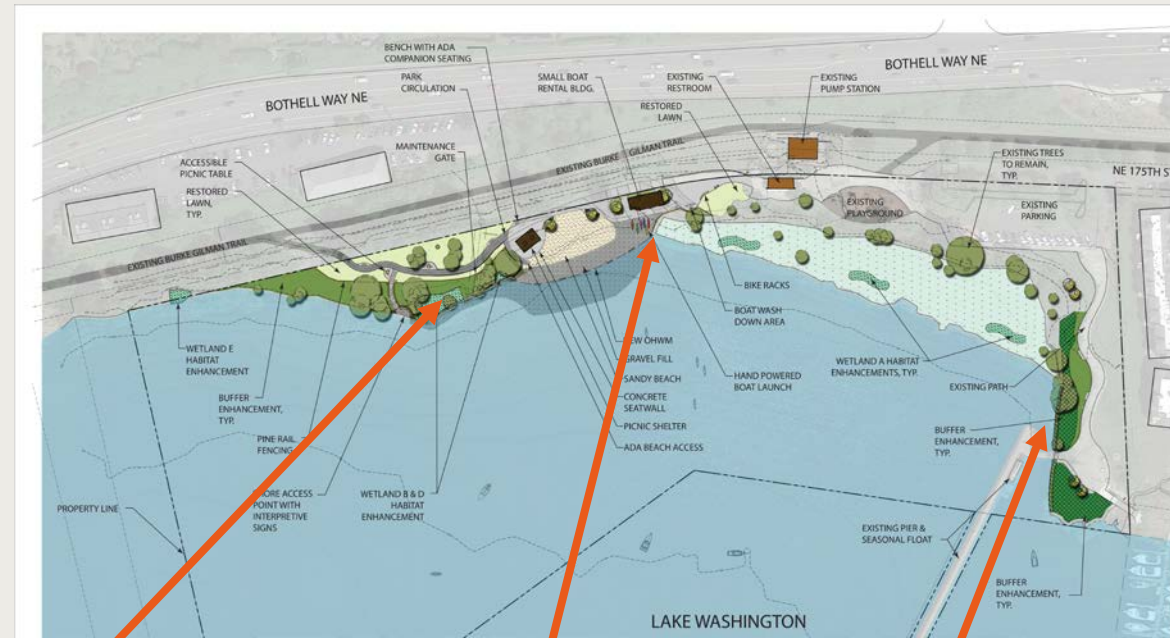 BENCH WITH ADA
COMPANION SEATING
PARK
CIRCULATION
SMALL BOAT
RENTAL BLDG.
EXISTING
RESTROOM
EXISTING
PUMP STATION
BOTHELL WAY NE
BOTHELL WAY NE
RESTORED
LAWN
MAINTENANCE
GATE
EXISTING BURKE GILMAN TRAIL
EXISTING TREES
TO REMAIN,
TYP.
NE 175TH S
ACCESSIBLE
PICNIC TABLE
RESTORED
LAWN,
TYP.
EXISTING
PLAYGROUND
EXISTING
PARKING
EXISTING BURKE GILMAN TRAIL
BIKE RACKS
BOAT WASH
DOWN AREA
WETLAND E
HABITAT
ENHANCEMENT
GRAVEL FILL
SANDY BEACH
CONCRETE
SEATWALL
PICNIC SHELTER
ADA BEACH ACCESS
HAND POWERED
BOAT LAUNCH
WETLAND A HABITAT
ENHANCEMENTS, TYP.
EXISTING PATH
BUFFER
ENHANCEMENT,
TYP.
PINE RAIL
FENCING
BUFFER
ENHANCEMENT,
TYP.
PROPERTY LINE
ACCESS
POINT WITH
INTERPRETIVE
SIGNS
WETLAND B & D
HABITAT
ENHANCEMENT
EXISTING PIER &
SEASONAL FLOAT
BUFFER
ENHANCEMENT,
TYP.
LAKE WASHINGTON